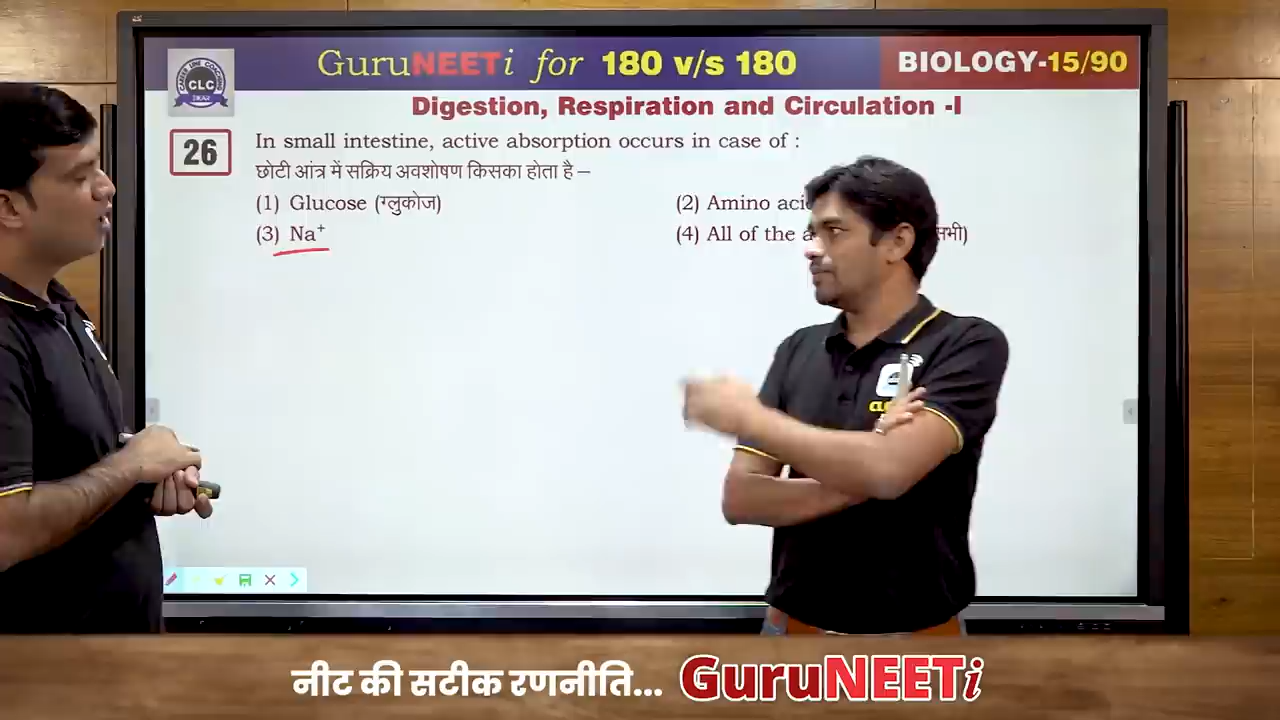 CLC
GuruNEETi for 180 v/s 180
BIOLOGY-15/90
Digestion, Respiration and Circulation -I
26
In small intestine, active absorption occurs in case of :
छोटी आंत्र में सक्रिय अवशोषण किसका होता है –
(1) Glucose (ग्लुकोज)
(2) Amino
(3) Na⁺
(4) All of the सभी)
नीट की सटीक रणनीति... GuruNEETi